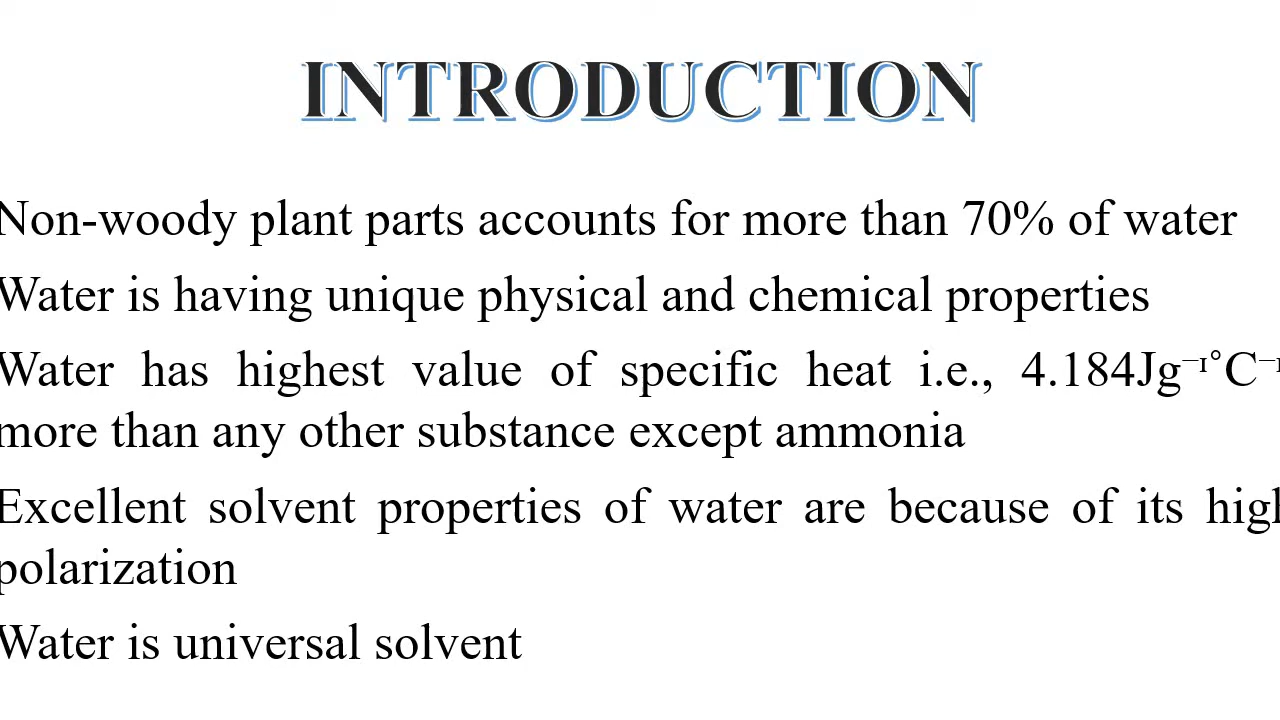 INTRODUCTION
Non-woody plant parts accounts for more than 70% of water
Water is having unique physical and chemical properties
Water has highest value of specific heat i.e., 4.184Jg⁻¹˚C⁻¹
more than any other substance except ammonia
Excellent solvent properties of water are because of its high
polarization
Water is universal solvent